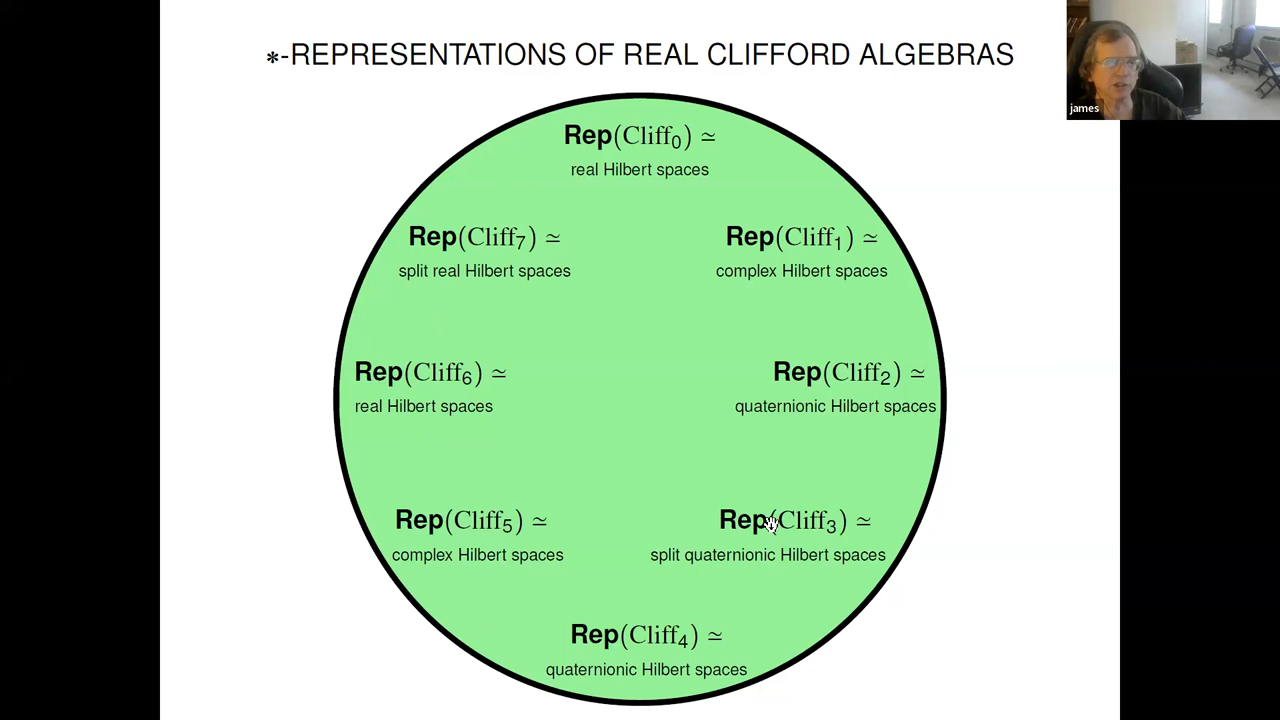 ∗-REPRESENTATIONS OF REAL CLIFFORD ALGEBRAS
james
Rep(Cliff₀) ≃
real Hilbert spaces
Rep(Cliff₇) ≃
split real Hilbert spaces
Rep(Cliff₁) ≃
complex Hilbert spaces
Rep(Cliff₆) ≃
real Hilbert spaces
Rep(Cliff₂) ≃
quaternionic Hilbert spaces
Rep(Cliff₅) ≃
complex Hilbert spaces
Rep(Cliff₃) ≃
split quaternionic Hilbert spaces
Rep(Cliff₄) ≃
quaternionic Hilbert spaces